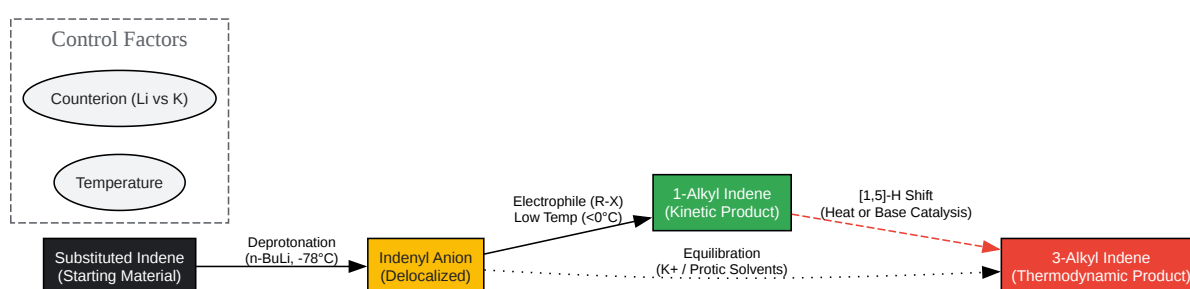 Control Factors
Counterion (Li vs K)
Temperature
Substituted Indene
(Starting Material)
Deprotonation
(n-BuLi, -78°C)
Indenyl Anion
(Delocalized)
Electrophile (R-X)
Low Temp (<0°C)
1-Alkyl Indene
(Kinetic Product)
[1,5]-H Shift
(Heat or Base Catalysis)
Equilibration
(K+ / Protic Solvents)
3-Alkyl Indene
(Thermodynamic Product)